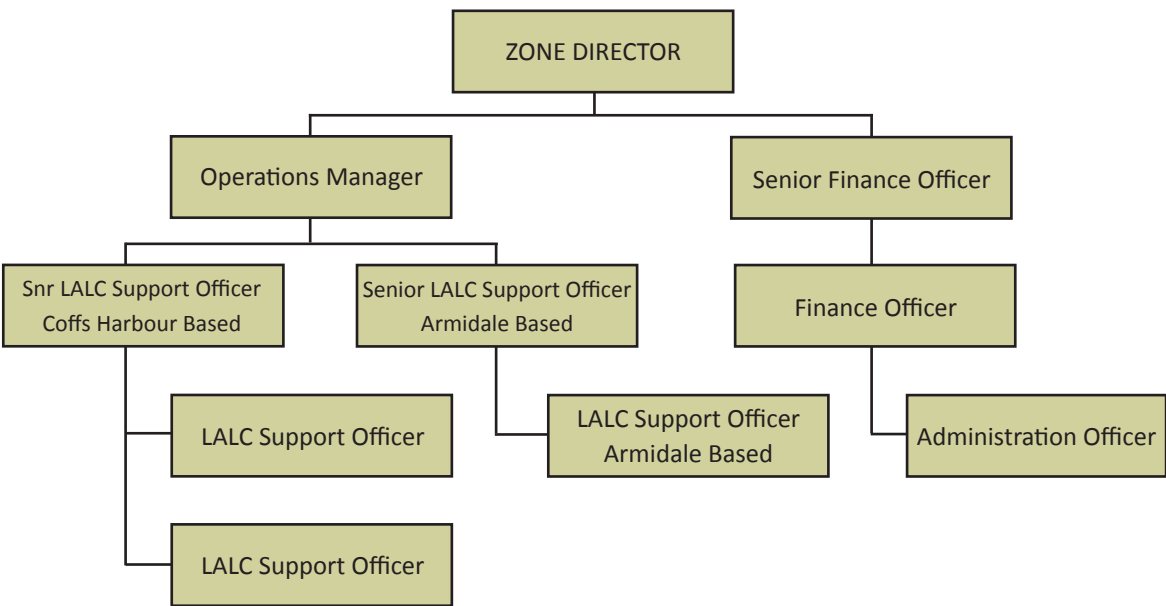 ZONE DIRECTOR
Operations Manager
Senior Finance Officer
Snr LALC Support Officer
Coffs Harbour Based
Senior LALC Support Officer
Armidale Based
Finance Officer
LALC Support Officer
LALC Support Officer
Armidale Based
Administration Officer
LALC Support Officer